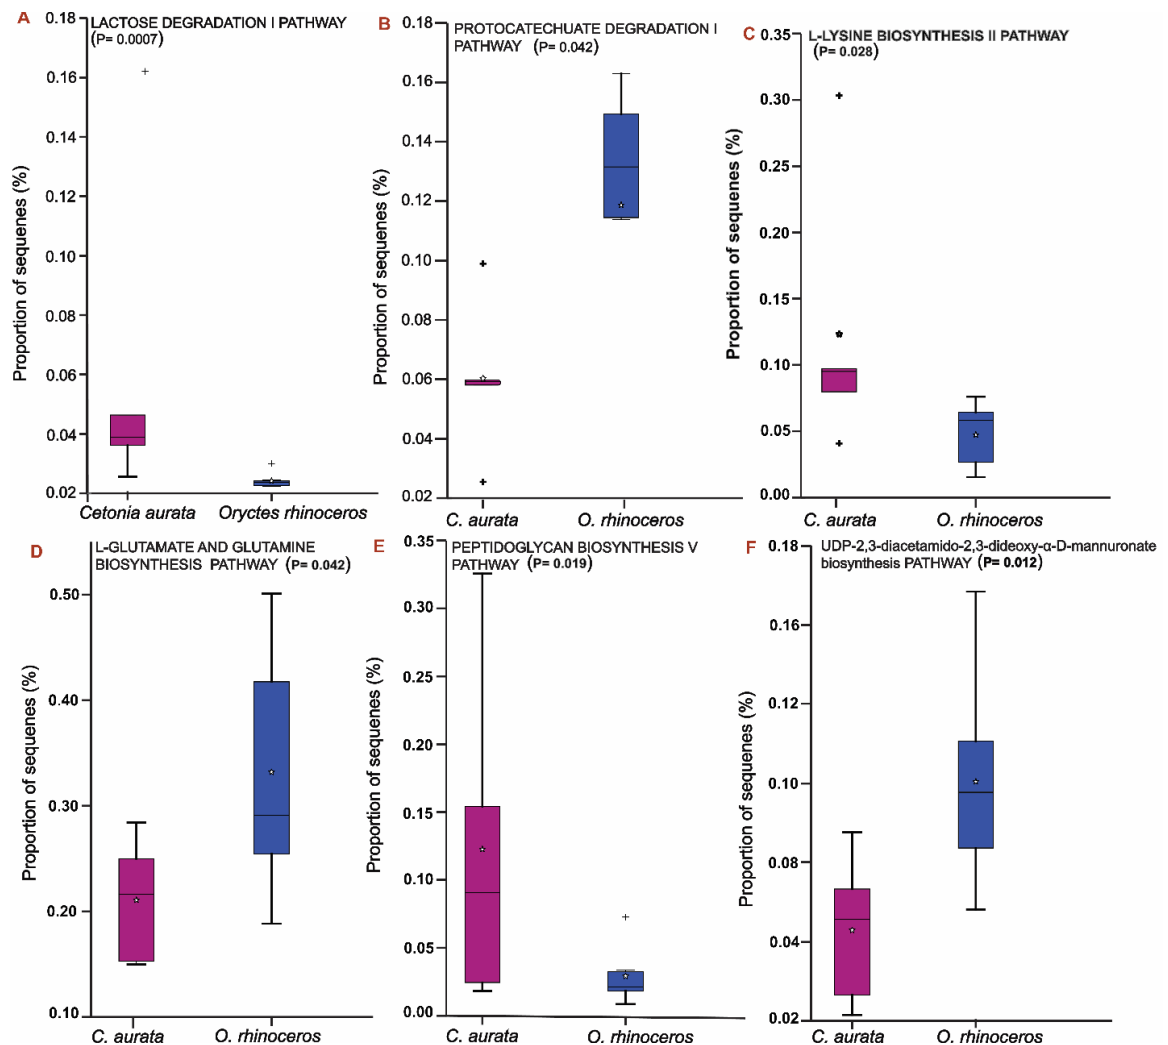 A
LACTOSE DEGRADATION I PATHWAY
(P= 0.0007)
0.18
0.16
0.14
0.12
0.10
0.08
0.06
0.04
0.02
Proportion of sequenes (%)
Cetonia aurata
Oryctes rhinoceros
B
PROTOCATECHUATE DEGRADATION I
PATHWAY (P= 0.042)
0.18
0.16
0.14
0.12
0.10
0.08
0.06
0.04
0.02
Proportion of sequenes (%)
C. aurata
O. rhinoceros
C
L-LYSINE BIOSYNTHESIS II PATHWAY
(P= 0.028)
0.35
0.30
0.25
0.20
0.15
0.10
0.05
0.00
Proportion of sequenes (%)
C. aurata
O. rhinoceros
D
L-GLUTAMATE AND GLUTAMINE
BIOSYNTHESIS PATHWAY (P= 0.042)
0.50
0.40
0.30
0.20
0.10
Proportion of sequenes (%)
C. aurata
O. rhinoceros
E
PEPTIDOGLYCAN BIOSYNTHESIS V
PATHWAY (P= 0.019)
0.35
0.30
0.25
0.20
0.15
0.10
0.05
0.00
Proportion of sequenes (%)
C. aurata
O. rhinoceros
F
UDP-2,3-diacetamido-2,3-dideoxy-α-D-mannuronate
biosynthesis PATHWAY (P= 0.012)
0.18
0.16
0.12
0.10
0.08
0.04
0.02
Proportion of sequenes (%)
C. aurata
O. rhinoceros